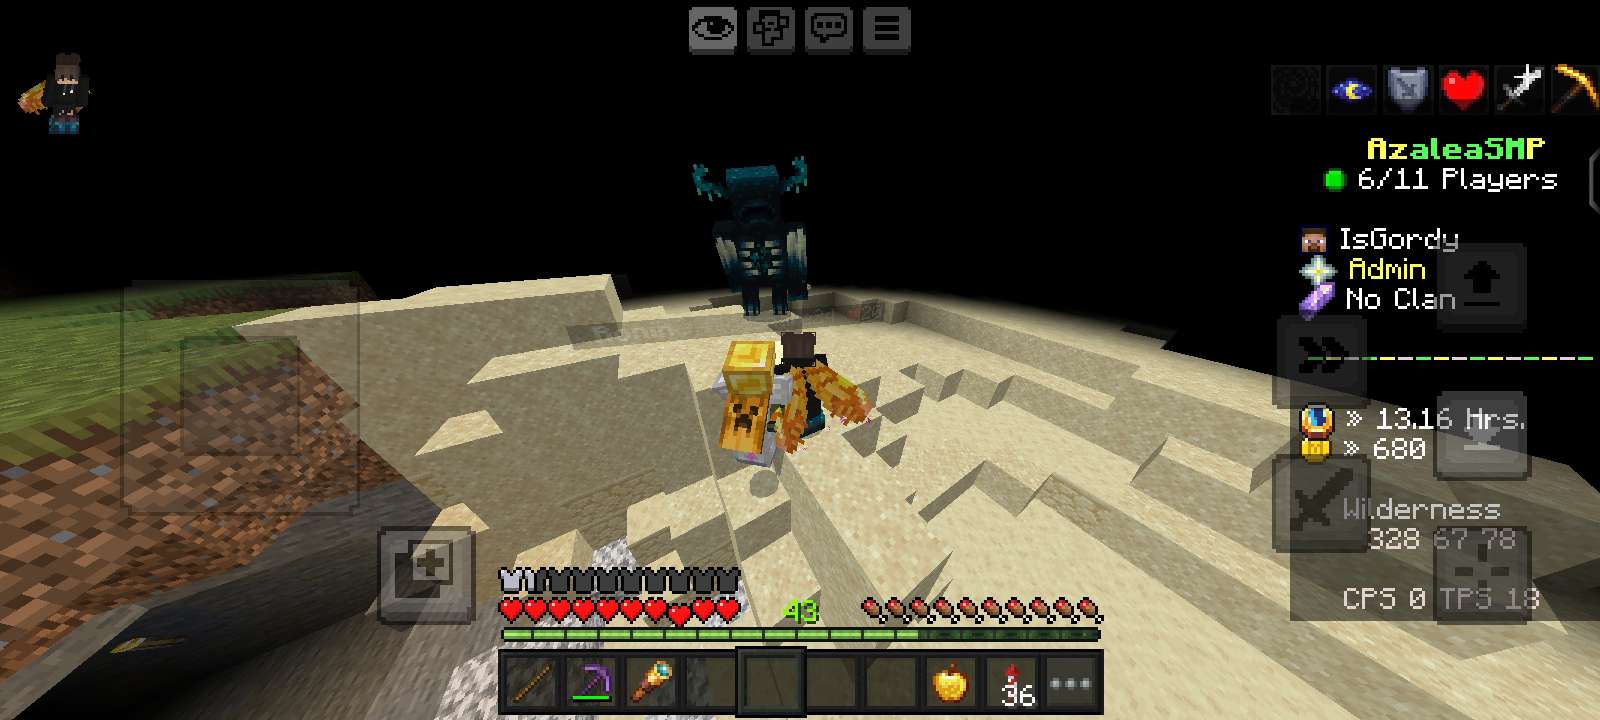 AzaleaSMP
6/11 Players
IsGordy
Admin
No Clan
» 13.16 Hrs.
» 680
Wilderness
328 67 78
CPS 0 TPS 18
43
36